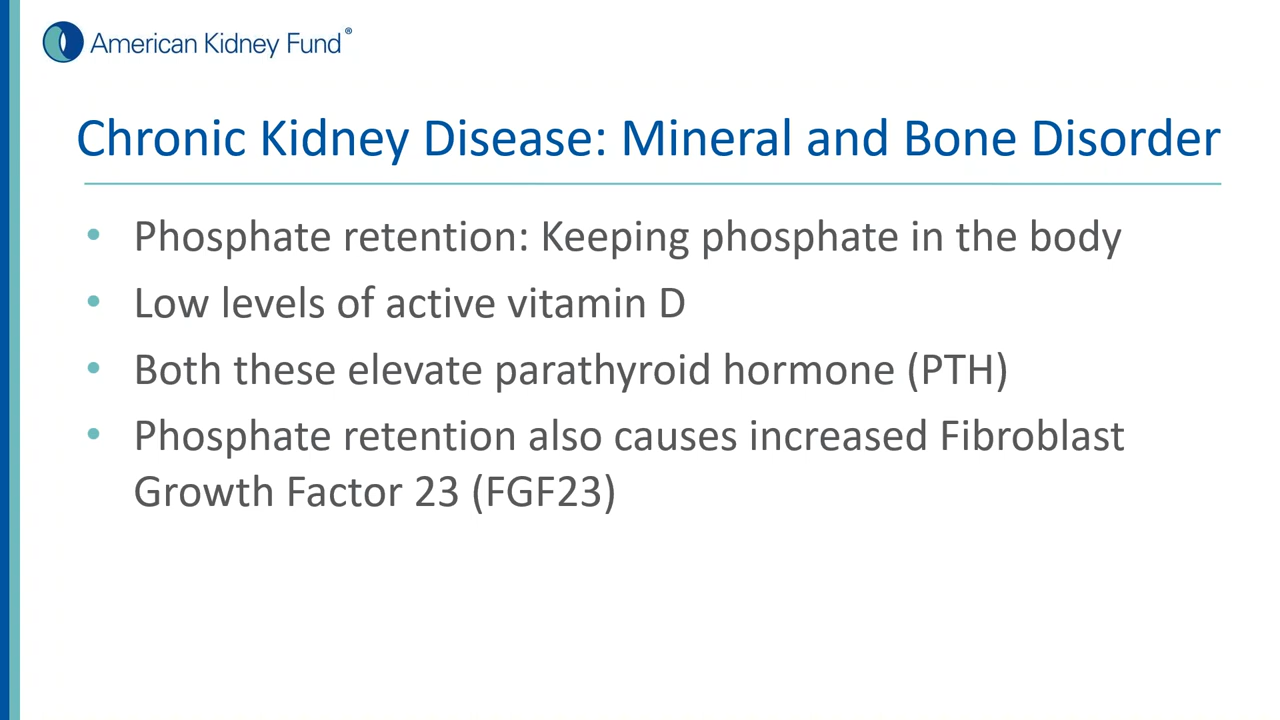 American Kidney Fund®
Chronic Kidney Disease: Mineral and Bone Disorder
• Phosphate retention: Keeping phosphate in the body
• Low levels of active vitamin D
• Both these elevate parathyroid hormone (PTH)
• Phosphate retention also causes increased Fibroblast
Growth Factor 23 (FGF23)